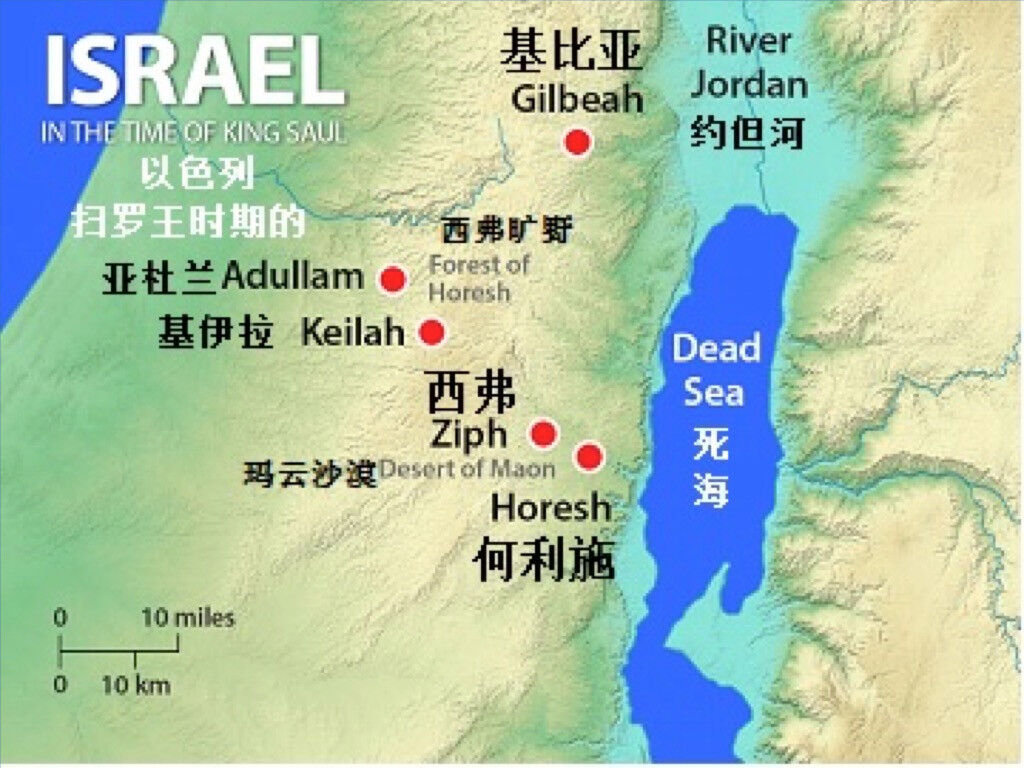 ISRAEL
IN THE TIME OF KING SAUL
以色列
扫罗王时期的
基比亚
Gilbeah
River
Jordan
约但河
西弗旷野
Forest of
Horesh
亚杜兰 Adullam
基伊拉 Keilah
西弗
Ziph
玛云沙漠 Desert of Maon
Horesh
何利施
Dead
Sea
死
海
0 10 miles
0 10 km